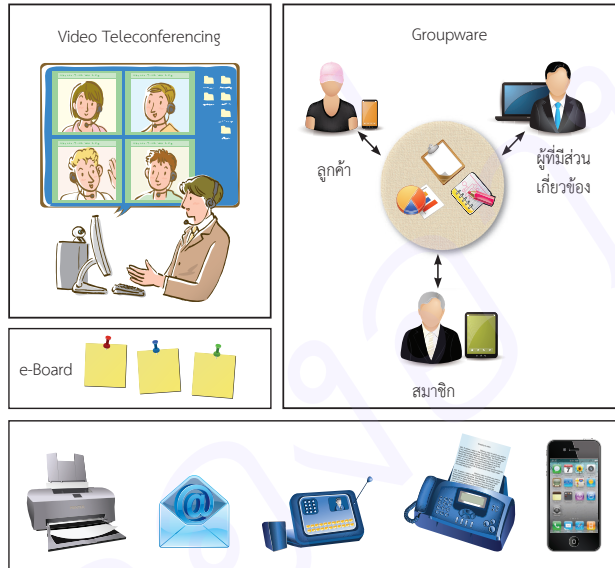 Video Teleconferencing
Groupware
ลูกค้า
ผู้ที่มีส่วน
เกี่ยวข้อง
สมาชิก
e-Board
@